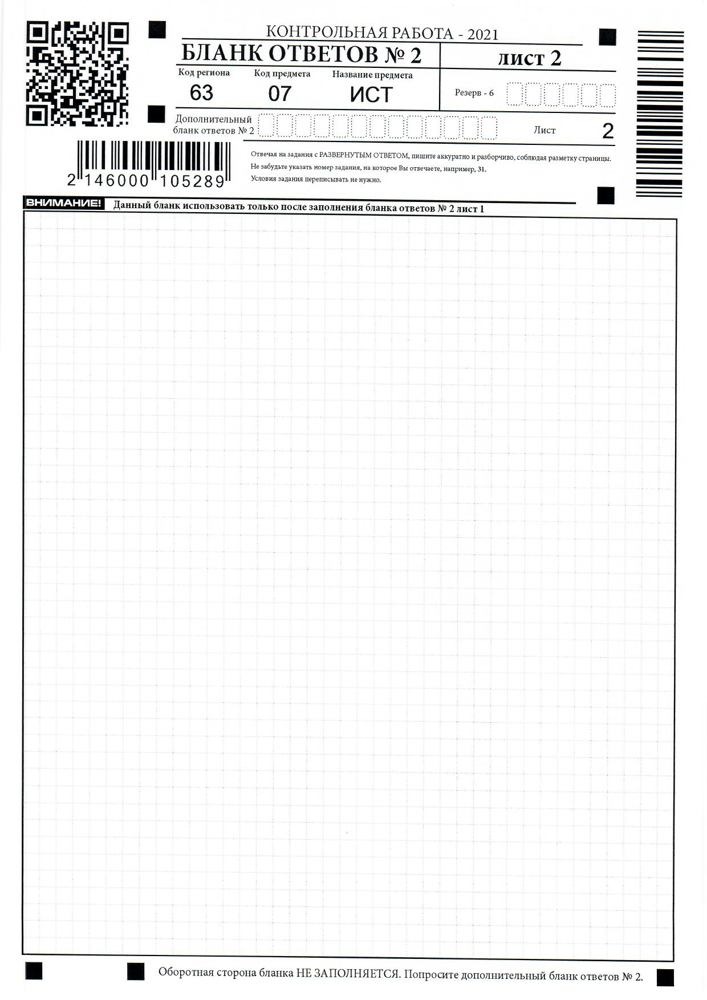 КОНТРОЛЬНАЯ РАБОТА - 2021
БЛАНК ОТВЕТОВ № 2
лист 2
Код региона
Код предмета
Название предмета
63
07
ИСТ
Резерв - 6
Дополнительный
бланк ответов № 2
Лист
2
Отвечая на задания с РАЗВЕРНУТЫМ ОТВЕТОМ, пишите аккуратно и разборчиво, соблюдая разметку страницы.
Не забудьте указать номер задания, на которое Вы отвечаете, например, 31.
Условия задания переписывать не нужно.
2 146000 105289
ВНИМАНИЕ!
Данный бланк использовать только после заполнения бланка ответов № 2 лист 1
Оборотная сторона бланка НЕ ЗАПОЛНЯЕТСЯ. Попросите дополнительный бланк ответов № 2.